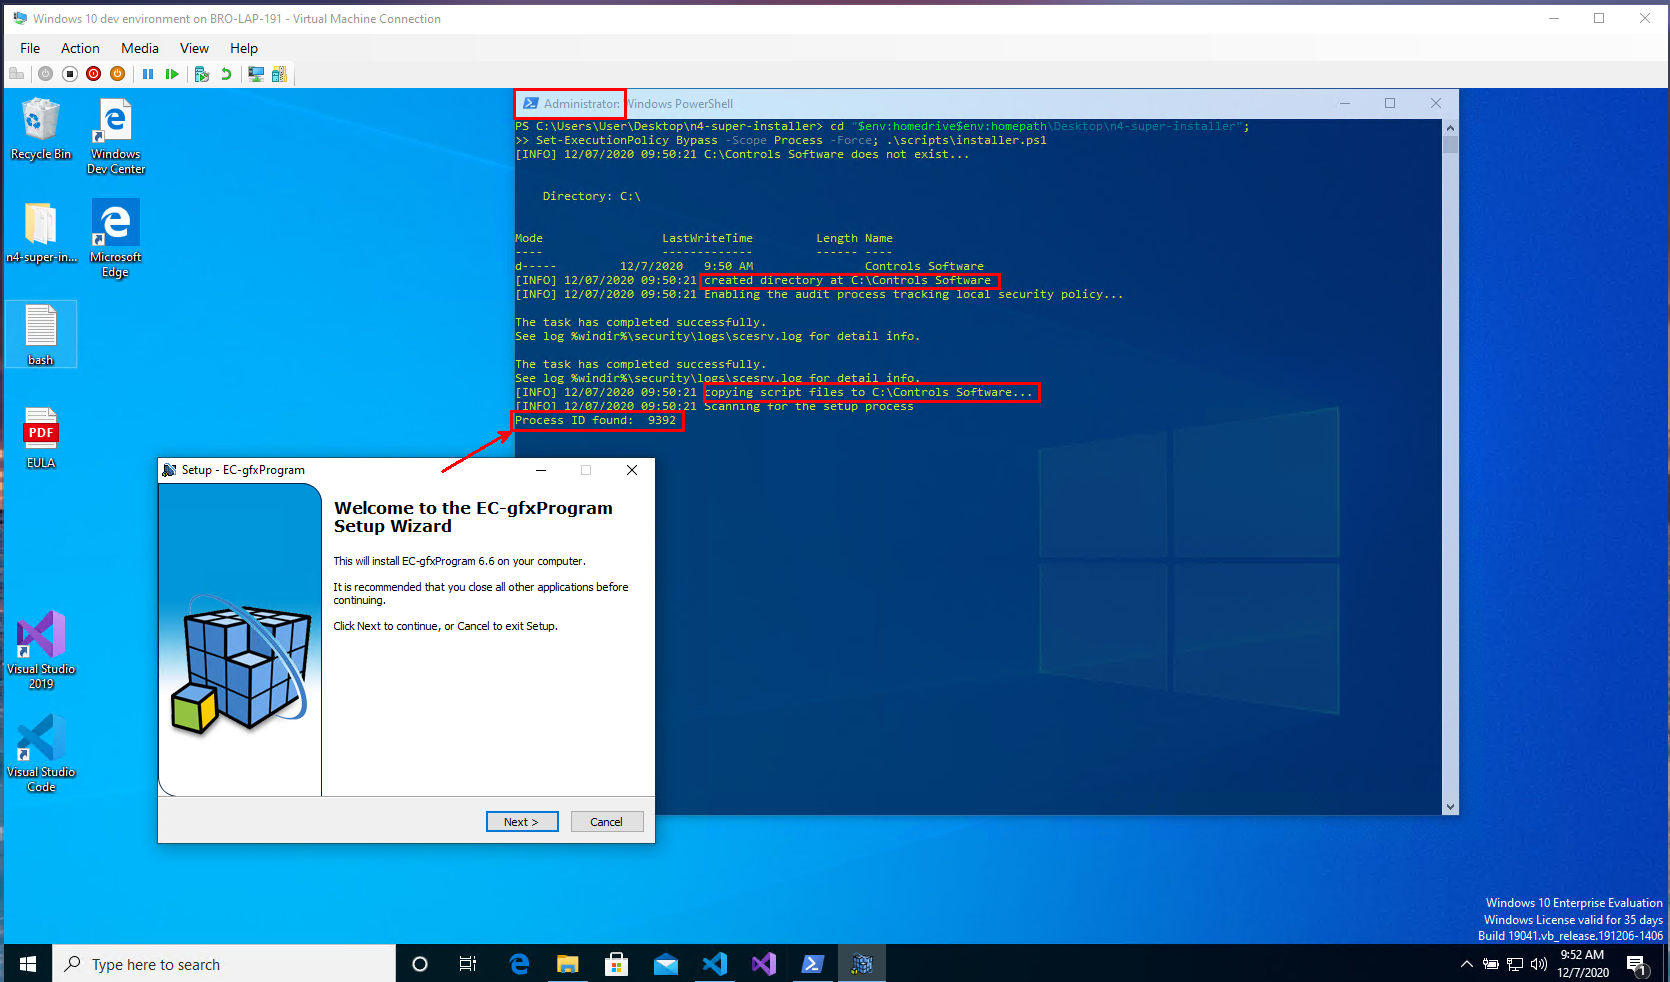 Windows 10 dev environment on BRO-LAP-191 - Virtual Machine Connection
File Action Media View Help
Recycle Bin
Windows
Dev Center
n4-super-in...
Microsoft
Edge
bash
PDF
EULA
Visual Studio
2019
Visual Studio
Code
Administrator: Windows PowerShell
PS C:\Users\User\Desktop\n4-super-installer> cd "$env:homedrive$env:homepath\Desktop\n4-super-installer";
>> Set-ExecutionPolicy Bypass -Scope Process -Force; .\scripts\installer.ps1
[INFO] 12/07/2020 09:50:21 C:\Controls Software does not exist...
Directory: C:\
Mode LastWriteTime Length Name
---- ------------- ------ ----
d----- 12/7/2020 9:50 AM Controls Software
[INFO] 12/07/2020 09:50:21 created directory at C:\Controls Software
[INFO] 12/07/2020 09:50:21 Enabling the audit process tracking local security policy...
The task has completed successfully.
See log %windir%\security\logs\scesrv.log for detail info.
The task has completed successfully.
See log %windir%\security\logs\scesrv.log for detail info.
[INFO] 12/07/2020 09:50:21 copying script files to C:\Controls Software...
[INFO] 12/07/2020 09:50:21 Scanning for the setup process
Process ID found: 9392
Setup - EC-gfxProgram
Welcome to the EC-gfxProgram
Setup Wizard
This will install EC-gfxProgram 6.6 on your computer.
It is recommended that you close all other applications before
continuing.
Click Next to continue, or Cancel to exit Setup.
Next >
Cancel
Windows 10 Enterprise Evaluation
Windows License valid for 35 days
Build 19041.vb_release.191206-1406
Type here to search
9:52 AM
12/7/2020
1